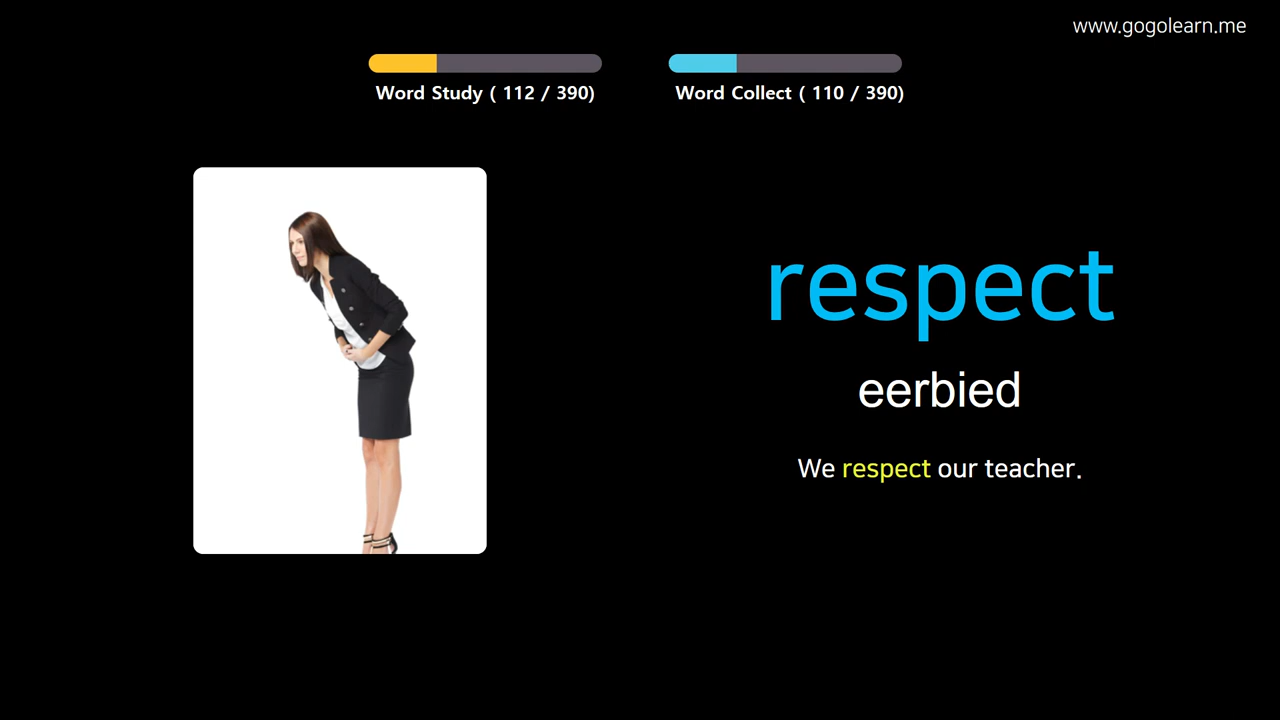 www.gogolearn.me
Word Study ( 112 / 390)
Word Collect ( 110 / 390)
respect
eerbied
We respect our teacher.